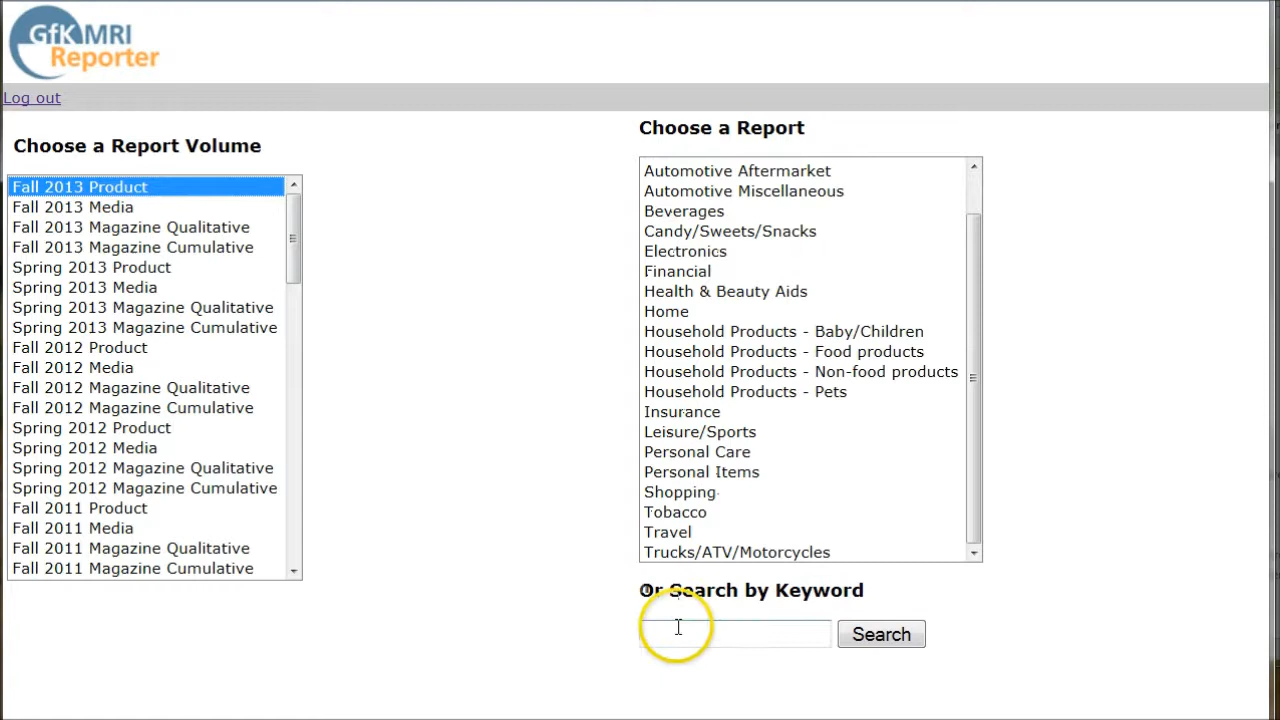 GfK MRI
Reporter
Log out
Choose a Report Volume
Fall 2013 Product
Fall 2013 Media
Fall 2013 Magazine Qualitative
Fall 2013 Magazine Cumulative
Spring 2013 Product
Spring 2013 Media
Spring 2013 Magazine Qualitative
Spring 2013 Magazine Cumulative
Fall 2012 Product
Fall 2012 Media
Fall 2012 Magazine Qualitative
Fall 2012 Magazine Cumulative
Spring 2012 Product
Spring 2012 Media
Spring 2012 Magazine Qualitative
Spring 2012 Magazine Cumulative
Fall 2011 Product
Fall 2011 Media
Fall 2011 Magazine Qualitative
Fall 2011 Magazine Cumulative
Choose a Report
Automotive Aftermarket
Automotive Miscellaneous
Beverages
Candy/Sweets/Snacks
Electronics
Financial
Health & Beauty Aids
Home
Household Products - Baby/Children
Household Products - Food products
Household Products - Non-food products
Household Products - Pets
Insurance
Leisure/Sports
Personal Care
Personal Items
Shopping
Tobacco
Travel
Trucks/ATV/Motorcycles
Or Search by Keyword
Search